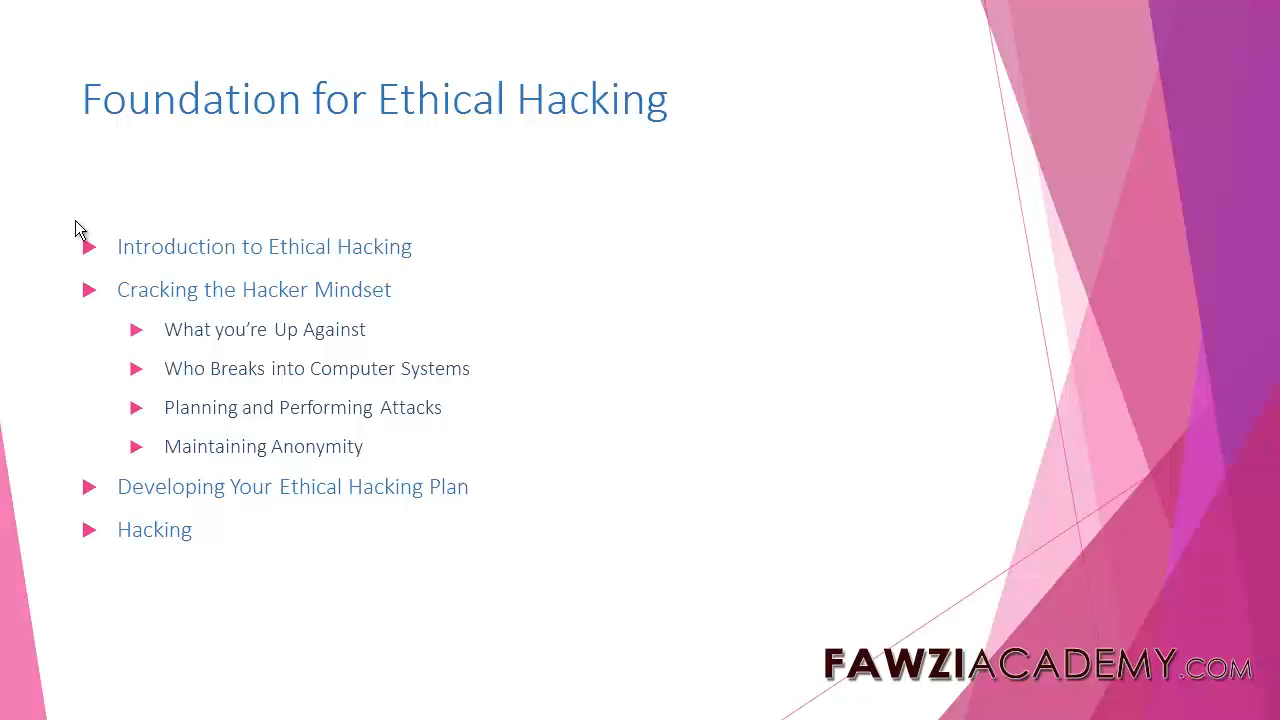 Foundation for Ethical Hacking
Introduction to Ethical Hacking
Cracking the Hacker Mindset
What you're Up Against
Who Breaks into Computer Systems
Planning and Performing Attacks
Maintaining Anonymity
Developing Your Ethical Hacking Plan
Hacking
FAWZIACADEMY.COM